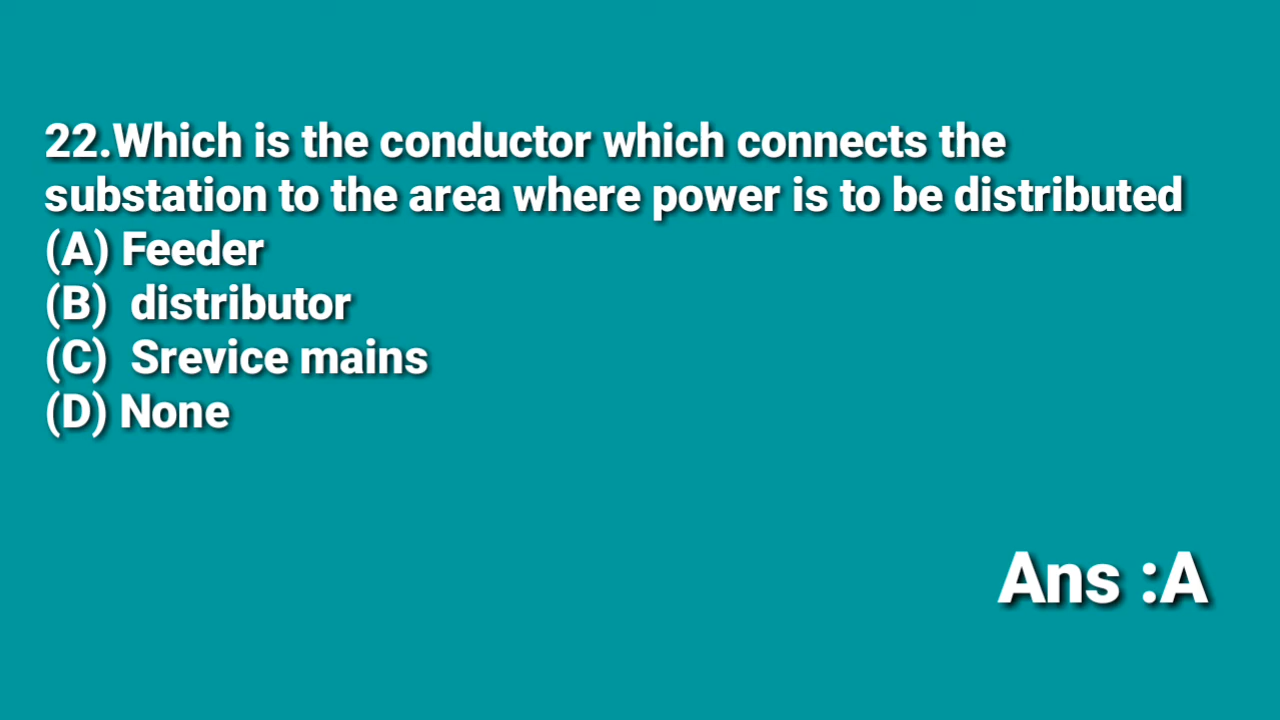 22.Which is the conductor which connects the
substation to the area where power is to be distributed
(A) Feeder
(B) distributor
(C) Srevice mains
(D) None
Ans :A